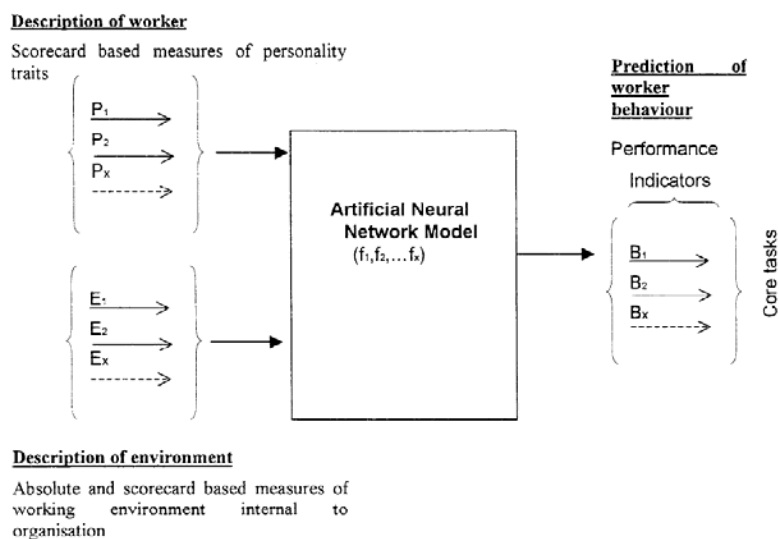 Description of worker
Scorecard based measures of personality
traits
P1
P2
Px
E1
E2
Ex
Description of environment
Absolute and scorecard based measures of
working environment internal to
organisation
Artificial Neural
Network Model
(f1,f2,...fx)
Prediction of
worker
behaviour
Performance
Indicators
B1
B2
Bx
Core tasks